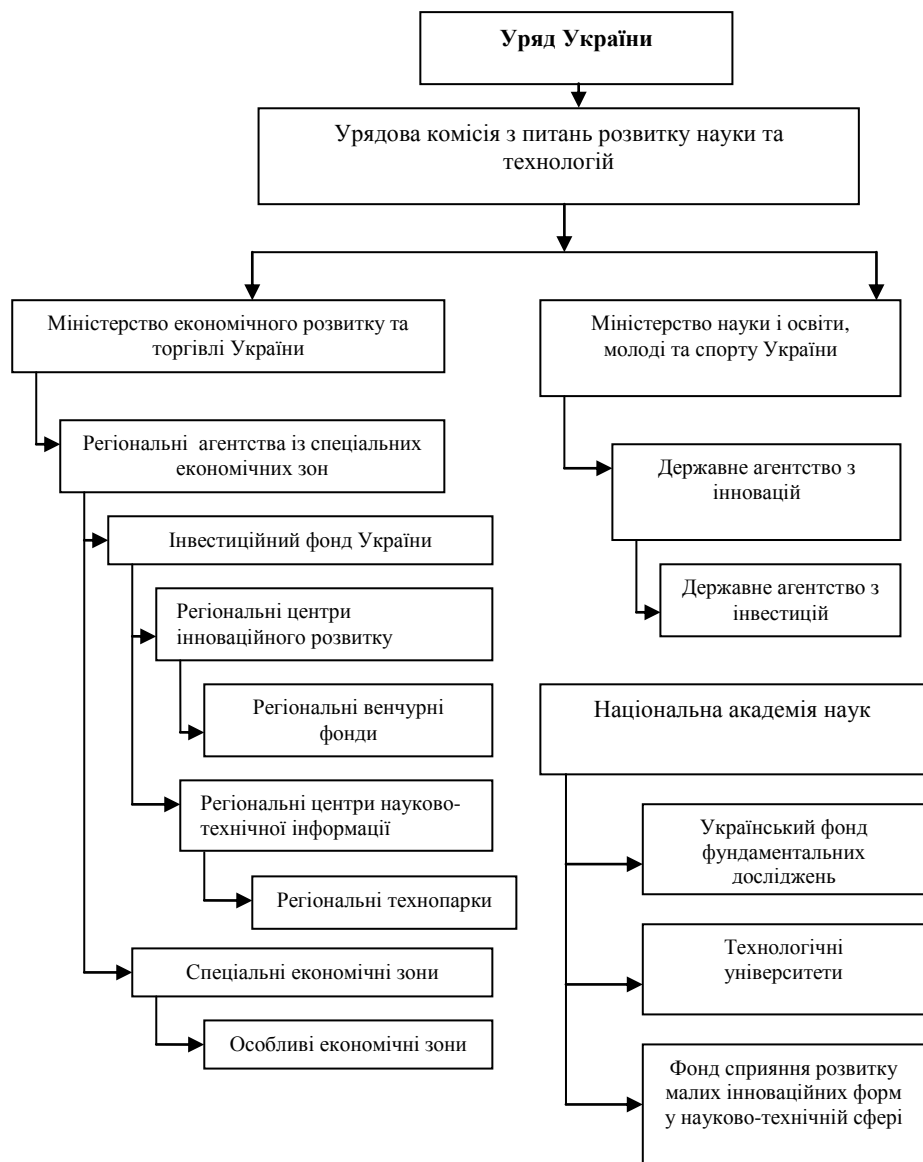 Уряд України
Урядова комісія з питань розвитку науки та
технологій
Міністерство економічного розвитку та
торгівлі України
Регіональні агентства із спеціальних
економічних зон
Інвестиційний фонд України
Регіональні центри
інноваційного розвитку
Регіональні венчурні
фонди
Регіональні центри науково-
технічної інформації
Регіональні технопарки
Спеціальні економічні зони
Особливі економічні зони
Міністерство науки і освіти,
молоді та спорту України
Державне агентство з
інновацій
Державне агентство з
інвестицій
Національна академія наук
Український фонд
фундаментальних
досліджень
Технологічні
університети
Фонд сприяння розвитку
малих інноваційних форм
у науково-технічній сфері